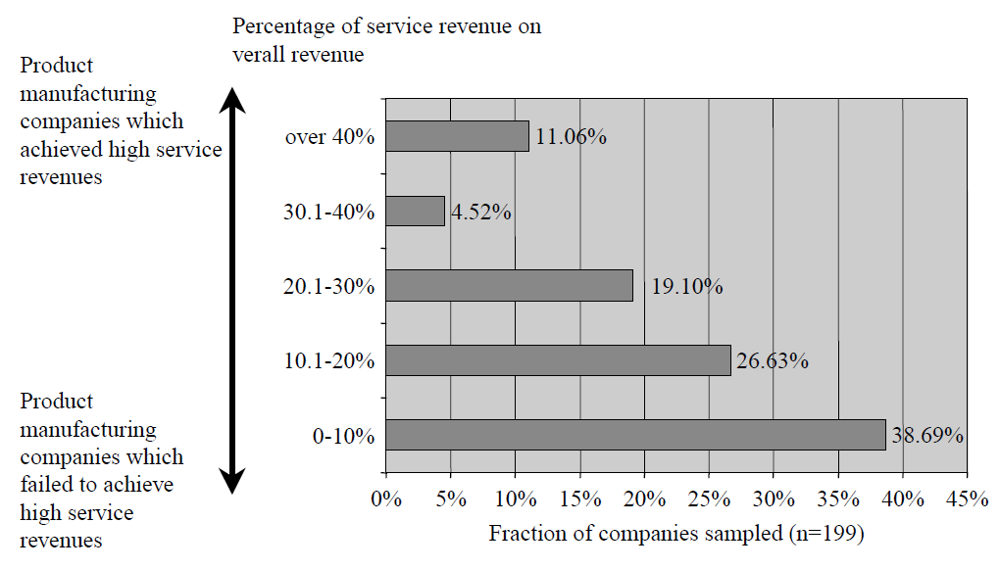 Percentage of service revenue on
verall revenue
Product
manufacturing
companies which
achieved high service
revenues
over 40%
11.06%
30.1-40%
4.52%
20.1-30%
19.10%
10.1-20%
26.63%
0-10%
38.69%
Product
manufacturing
companies which
failed to achieve
high service
revenues
0% 5% 10% 15% 20% 25% 30% 35% 40% 45%
Fraction of companies sampled (n=199)